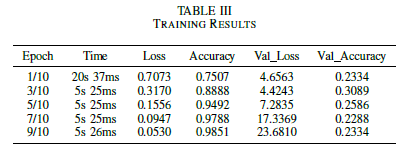 TABLE III
TRAINING RESULTS
Epoch Time Loss Accuracy Val_Loss Val_Accuracy
1/10 20s 37ms 0.7073 0.7507 4.6563 0.2334
3/10 5s 25ms 0.3170 0.8888 4.4243 0.3089
5/10 5s 25ms 0.1556 0.9492 7.2835 0.2586
7/10 5s 25ms 0.0947 0.9788 17.3369 0.2288
9/10 5s 26ms 0.0530 0.9851 23.6810 0.2334